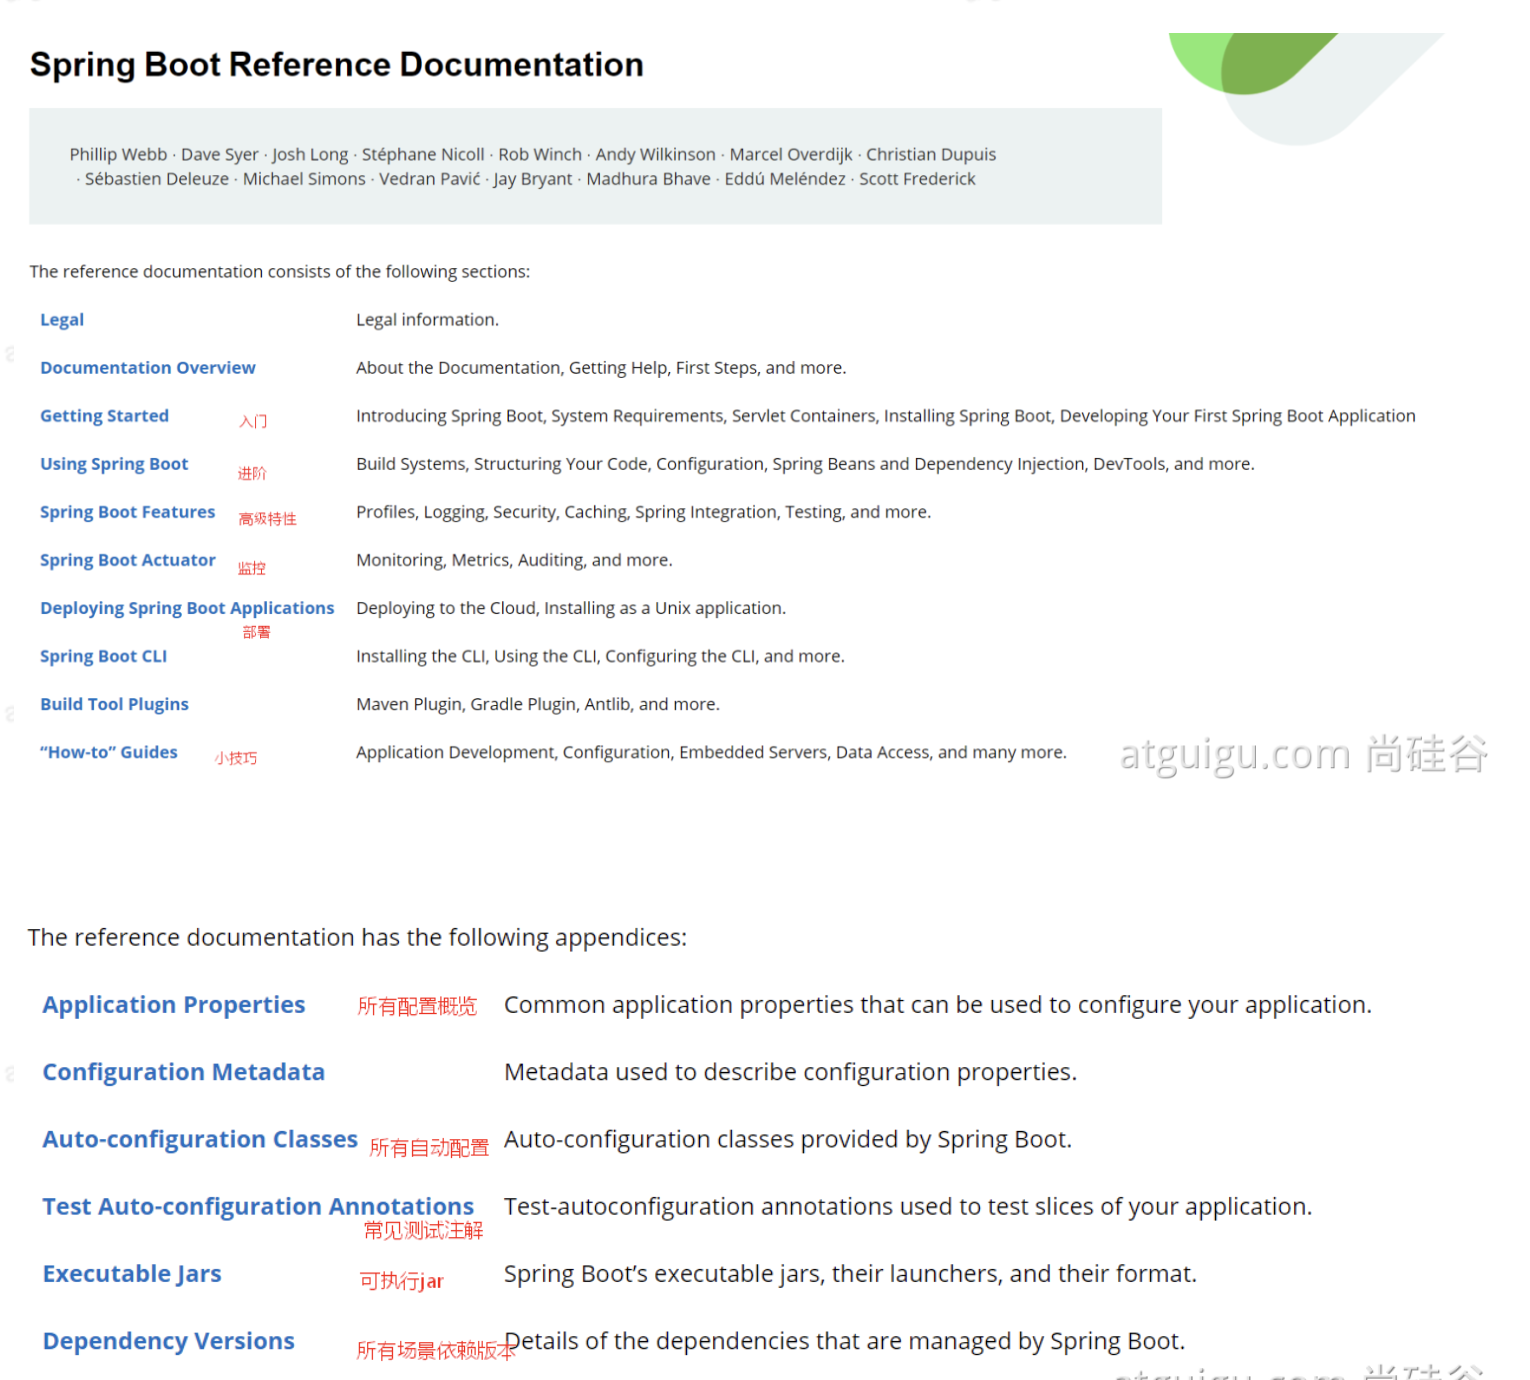 Spring Boot Reference Documentation
Phillip Webb · Dave Syer · Josh Long · Stéphane Nicoll · Rob Winch · Andy Wilkinson · Marcel Overdijk · Christian Dupuis
· Sébastien Deleuze · Michael Simons · Vedran Pavić · Jay Bryant · Madhura Bhave · Eddú Meléndez · Scott Frederick
The reference documentation consists of the following sections:
Legal Legal information.
Documentation Overview About the Documentation, Getting Help, First Steps, and more.
Getting Started 入门 Introducing Spring Boot, System Requirements, Servlet Containers, Installing Spring Boot, Developing Your First Spring Boot Application
Using Spring Boot 进阶 Build Systems, Structuring Your Code, Configuration, Spring Beans and Dependency Injection, DevTools, and more.
Spring Boot Features 高级特性 Profiles, Logging, Security, Caching, Spring Integration, Testing, and more.
Spring Boot Actuator 监控 Monitoring, Metrics, Auditing, and more.
Deploying Spring Boot Applications Deploying to the Cloud, Installing as a Unix application.
部署
Spring Boot CLI Installing the CLI, Using the CLI, Configuring the CLI, and more.
Build Tool Plugins Maven Plugin, Gradle Plugin, Antlib, and more.
“How-to” Guides 小技巧 Application Development, Configuration, Embedded Servers, Data Access, and many more.
atguigu.com 尚硅谷
The reference documentation has the following appendices:
Application Properties 所有配置概览 Common application properties that can be used to configure your application.
Configuration Metadata Metadata used to describe configuration properties.
Auto-configuration Classes 所有自动配置 Auto-configuration classes provided by Spring Boot.
Test Auto-configuration Annotations Test-autoconfiguration annotations used to test slices of your application.
常见测试注解
Executable Jars 可执行jar Spring Boot’s executable jars, their launchers, and their format.
Dependency Versions 所有场景依赖版本 Details of the dependencies that are managed by Spring Boot.